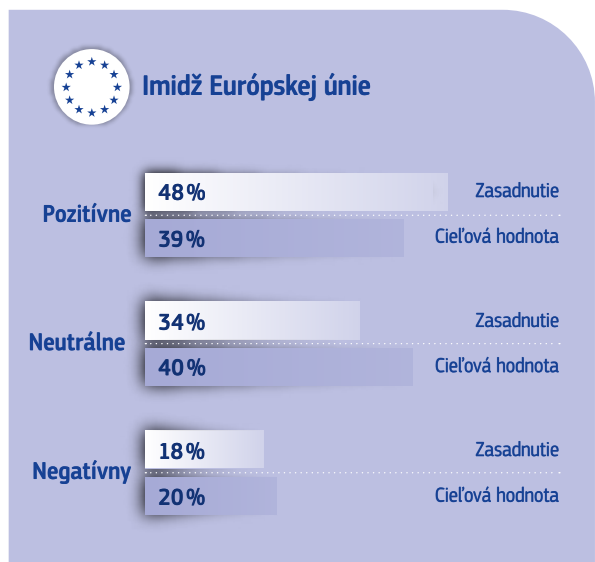 Imidž Európskej únie
Pozitívne
48%
Zasadnutie
39%
Cieľová hodnota
Neutrálne
34%
Zasadnutie
40%
Cieľová hodnota
Negatívny
18%
Zasadnutie
20%
Cieľová hodnota